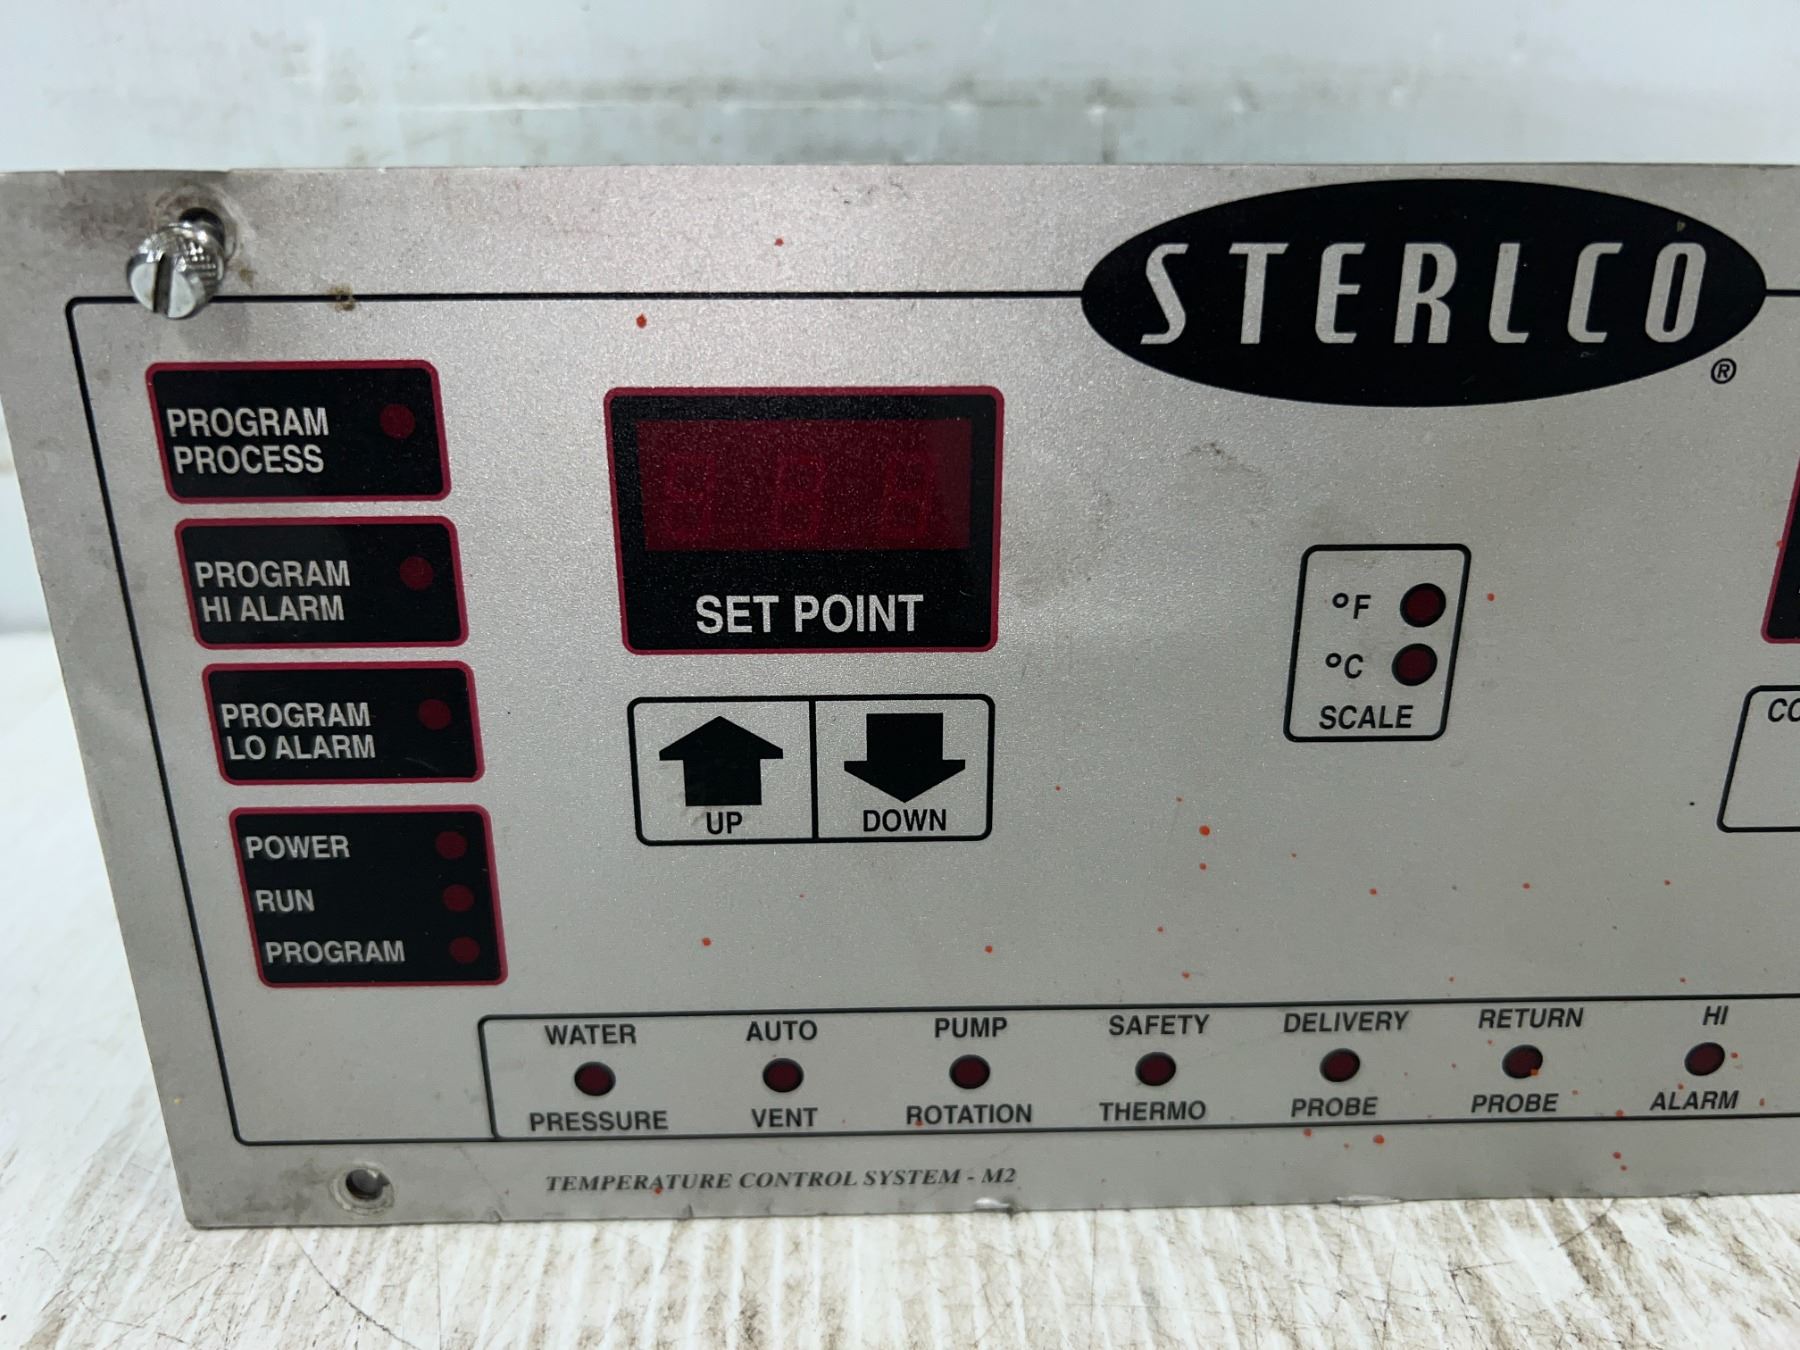 STERLCO
®
PROGRAM
PROCESS
PROGRAM
HI ALARM
PROGRAM
LO ALARM
POWER
RUN
PROGRAM
SET POINT
UP
DOWN
°F
°C
SCALE
WATER
PRESSURE
AUTO
VENT
PUMP
ROTATION
SAFETY
THERMO
DELIVERY
PROBE
RETURN
PROBE
HI
ALARM
TEMPERATURE CONTROL SYSTEM - M2